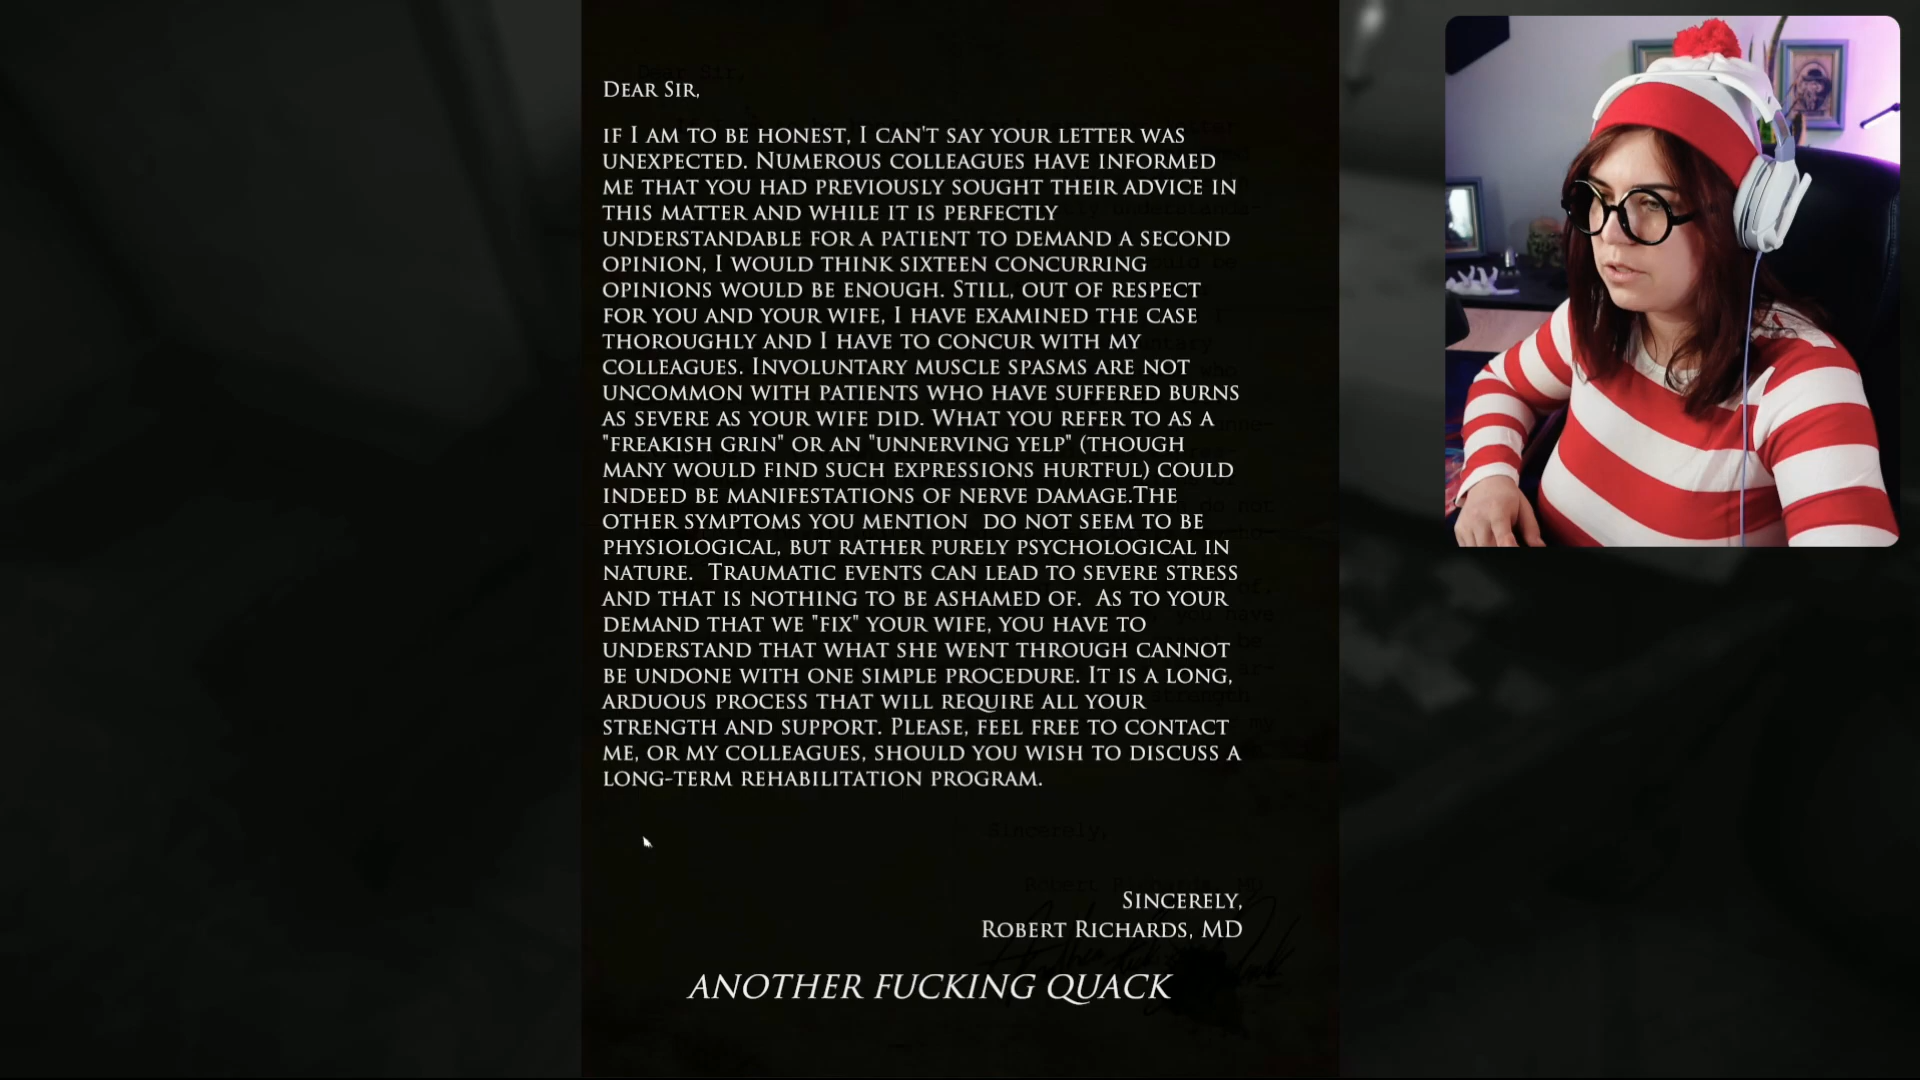 Dear Sir,
if I am to be honest, I can't say your letter was
unexpected. Numerous colleagues have informed
me that you had previously sought their advice in
this matter and while it is perfectly
understandable for a patient to demand a second
opinion, I would think sixteen concurring
opinions would be enough. Still, out of respect
for you and your wife, I have examined the case
thoroughly and I have to concur with my
colleagues. Involuntary muscle spasms are not
uncommon with patients who have suffered burns
as severe as your wife did. What you refer to as a
"freakish grin" or an "unnerving yelp" (though
many would find such expressions hurtful) could
indeed be manifestations of nerve damage.The
other symptoms you mention  do not seem to be
physiological, but rather purely psychological in
nature.  Traumatic events can lead to severe stress
and that is nothing to be ashamed of.  As to your
demand that we "fix" your wife, you have to
understand that what she went through cannot
be undone with one simple procedure. It is a long,
arduous process that will require all your
strength and support. Please, feel free to contact
me, or my colleagues, should you wish to discuss a
long-term rehabilitation program.
Sincerely,
Robert Richards, MD
ANOTHER FUCKING QUACK